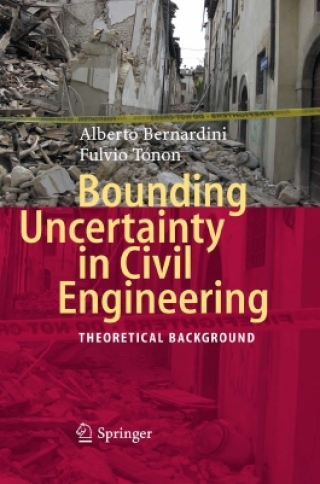 Alberto Bernardini
Fulvio Tonon
Bounding
Uncertainty
in Civil
Engineering
THEORETICAL BACKGROUND
Springer